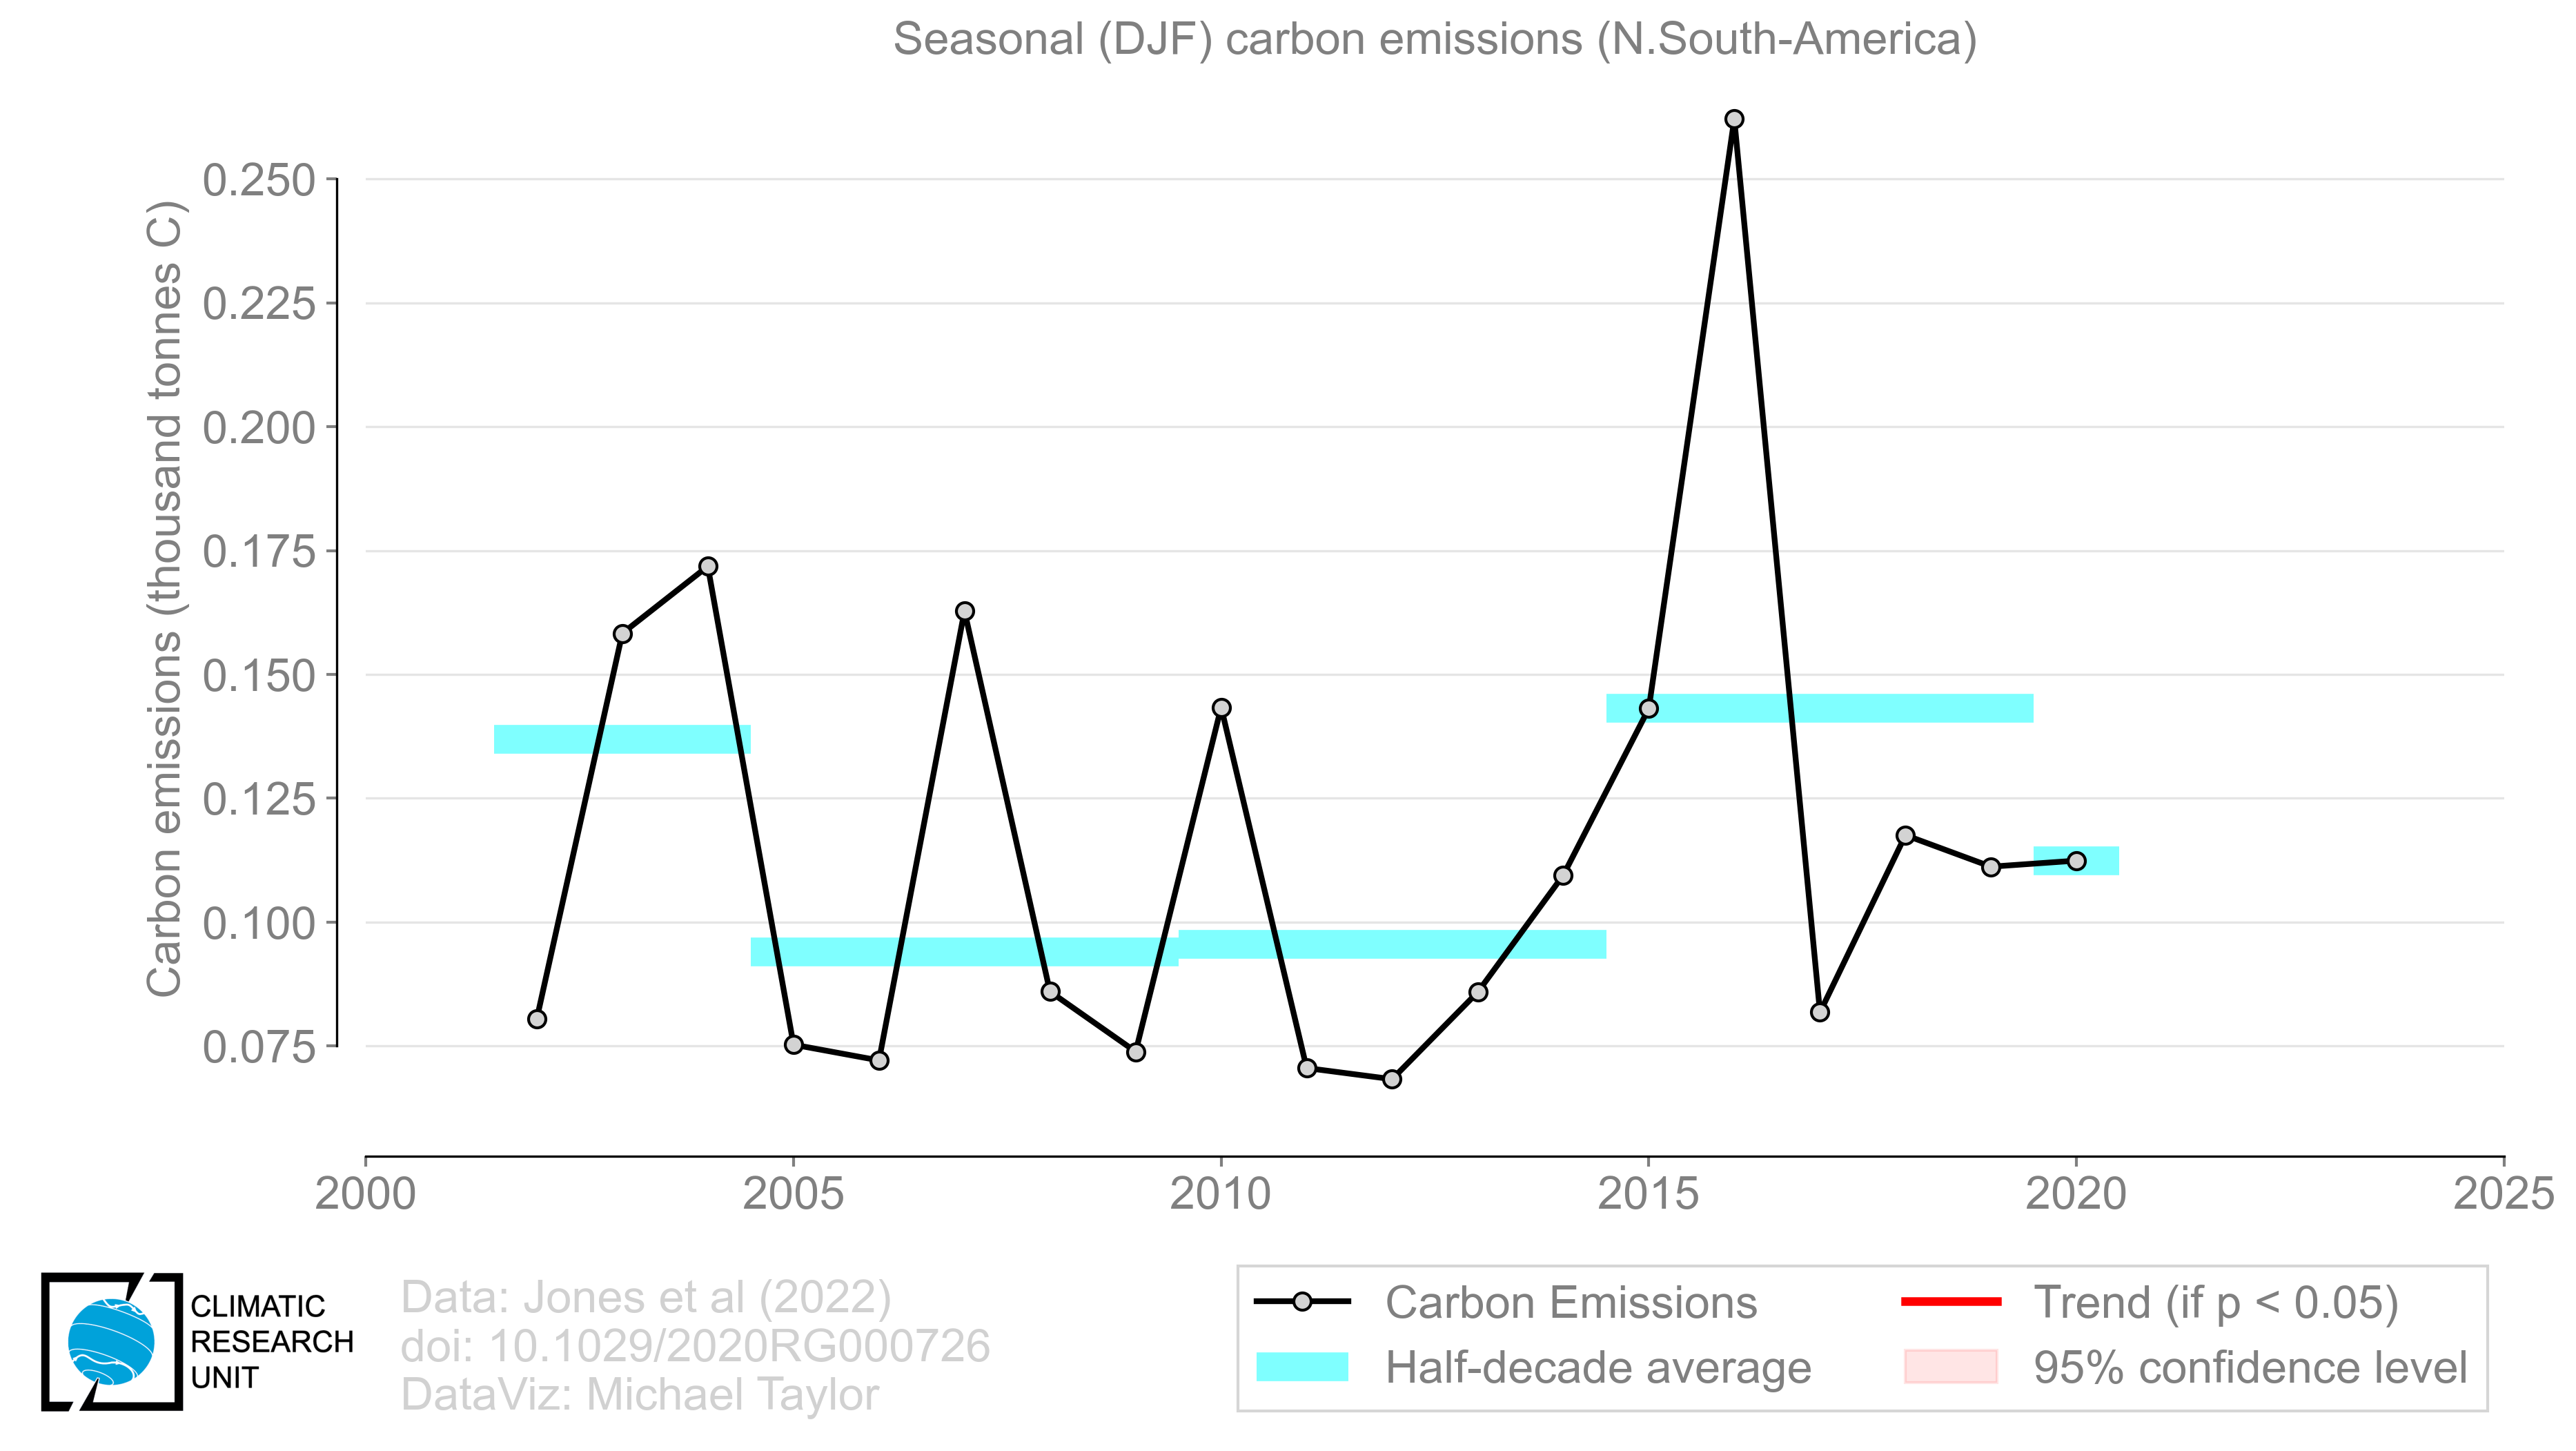 Seasonal (DJF) carbon emissions (N.South-America)
Carbon emissions (thousand tonnes C)
0.250
0.225
0.200
0.175
0.150
0.125
0.100
0.075
2000 2005 2010 2015 2020 2025
CLIMATIC
RESEARCH
UNIT
Data: Jones et al (2022)
doi: 10.1029/2020RG000726
DataViz: Michael Taylor
Carbon Emissions
Half-decade average
Trend (if p < 0.05)
95% confidence level